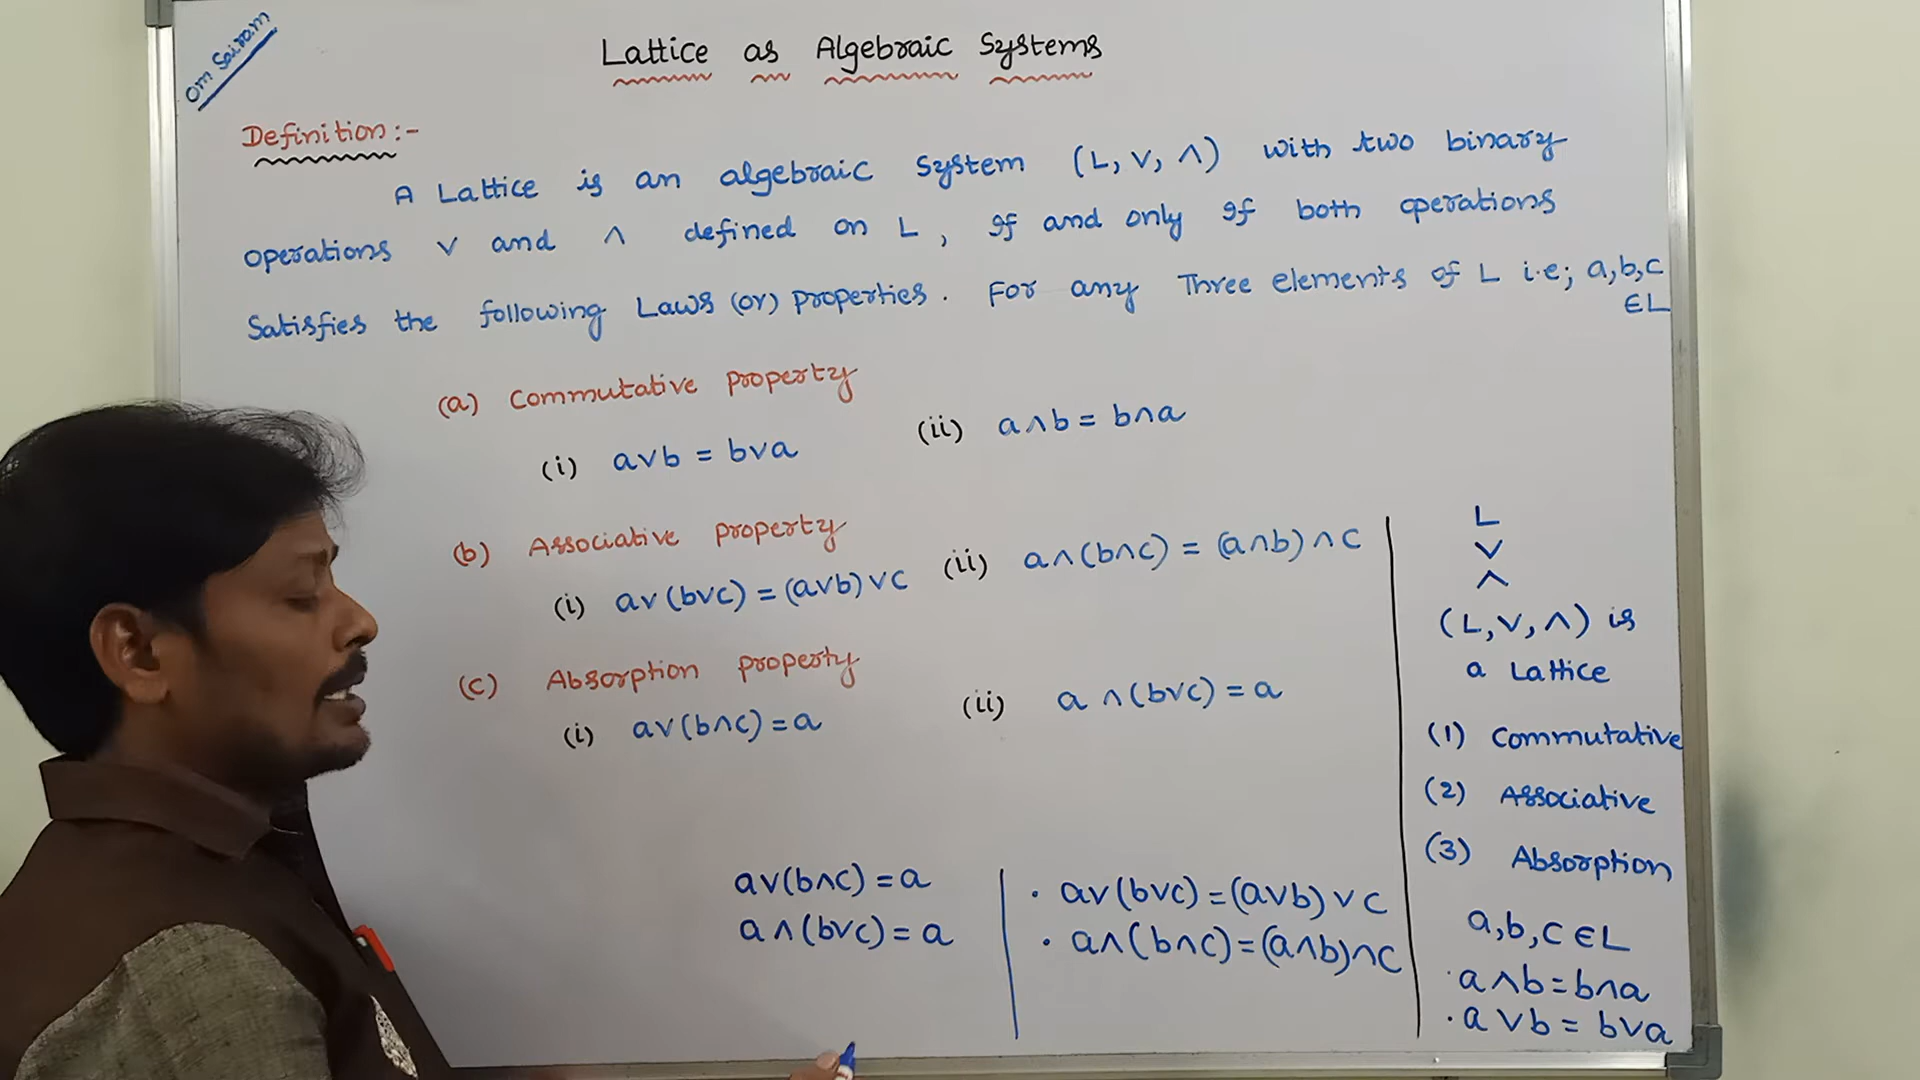 Om Sairam
Lattice as Algebraic Systems
Definition:-
A Lattice is an algebraic system (L, ∨, ∧) with two binary
operations ∨ and ∧ defined on L, If and only If both operations
Satisfies the following Laws (or) properties. For any Three elements of L i.e; a,b,c
∈L
(a) Commutative property
(i) a∨b = b∨a (ii) a∧b = b∧a
(b) Associative property
(i) a∨(b∨c) = (a∨b)∨c (ii) a∧(b∧c) = (a∧b)∧c
(c) Absorption property
(i) a∨(b∧c) = a (ii) a∧(b∨c) = a
a∨(b∧c) = a
a∧(b∨c) = a
· a∨(b∨c) = (a∨b)∨c
· a∧(b∧c) = (a∧b)∧c
L
∨
∧
(L,∨,∧) is
a Lattice
(1) Commutative
(2) Associative
(3) Absorption
a,b,c∈L
·a∧b = b∧a
·a∨b = b∨a